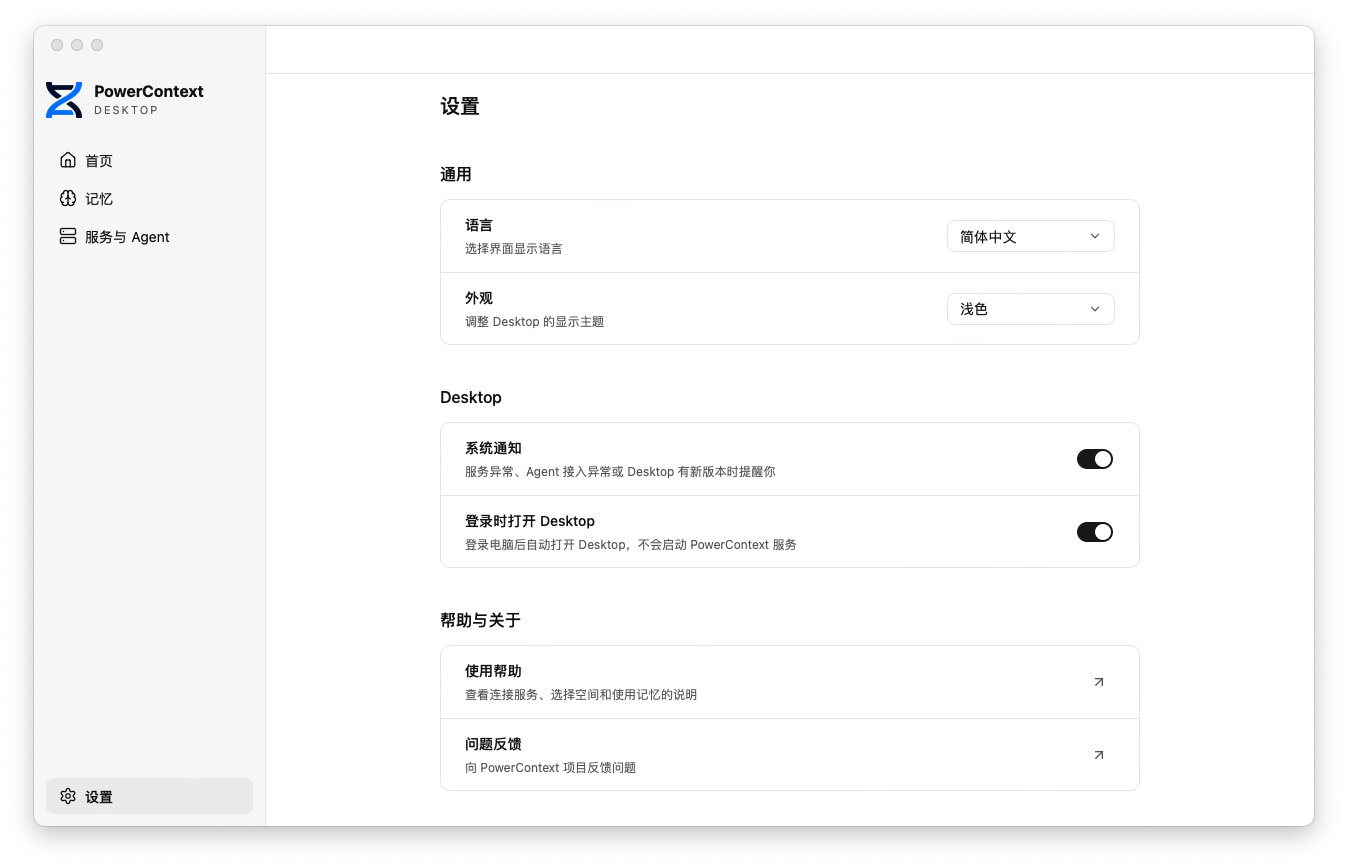 PowerContext
DESKTOP
首页
记忆
服务与 Agent
设置
设置
通用
语言
选择界面显示语言
简体中文
外观
调整 Desktop 的显示主题
浅色
Desktop
系统通知
服务异常、Agent 接入异常或 Desktop 有新版本时提醒你
登录时打开 Desktop
登录电脑后自动打开 Desktop，不会启动 PowerContext 服务
帮助与关于
使用帮助
查看连接服务、选择空间和使用记忆的说明
问题反馈
向 PowerContext 项目反馈问题